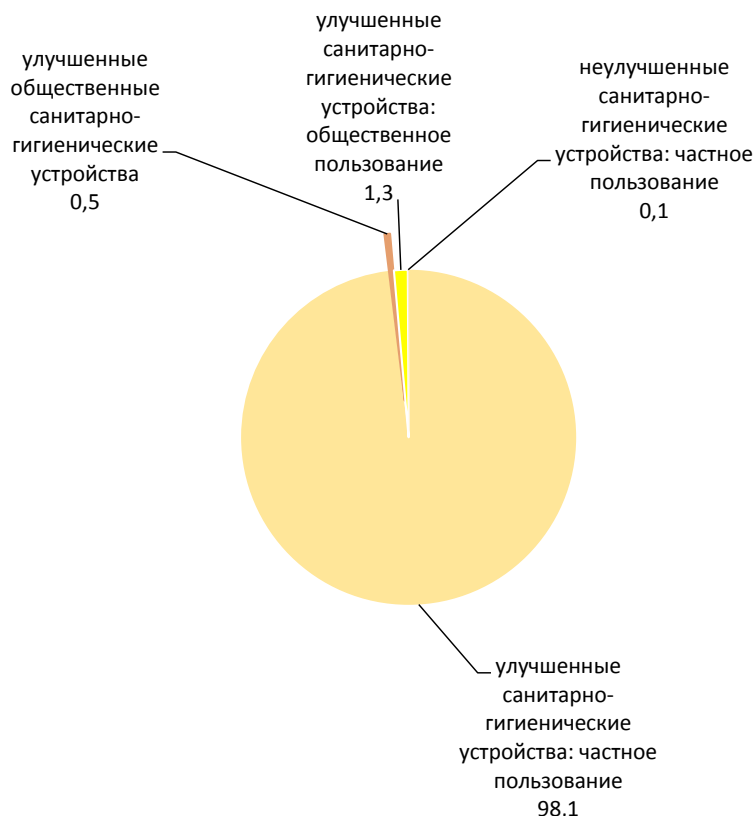 улучшенные
общественные
санитарно-
гигиенические
устройства
0,5
улучшенные
санитарно-
гигиенические
устройства:
общественное
пользование
1,3
неулучшенные
санитарно-
гигиенические
устройства: частное
пользование
0,1
улучшенные
санитарно-
гигиенические
устройства: частное
пользование
98,1